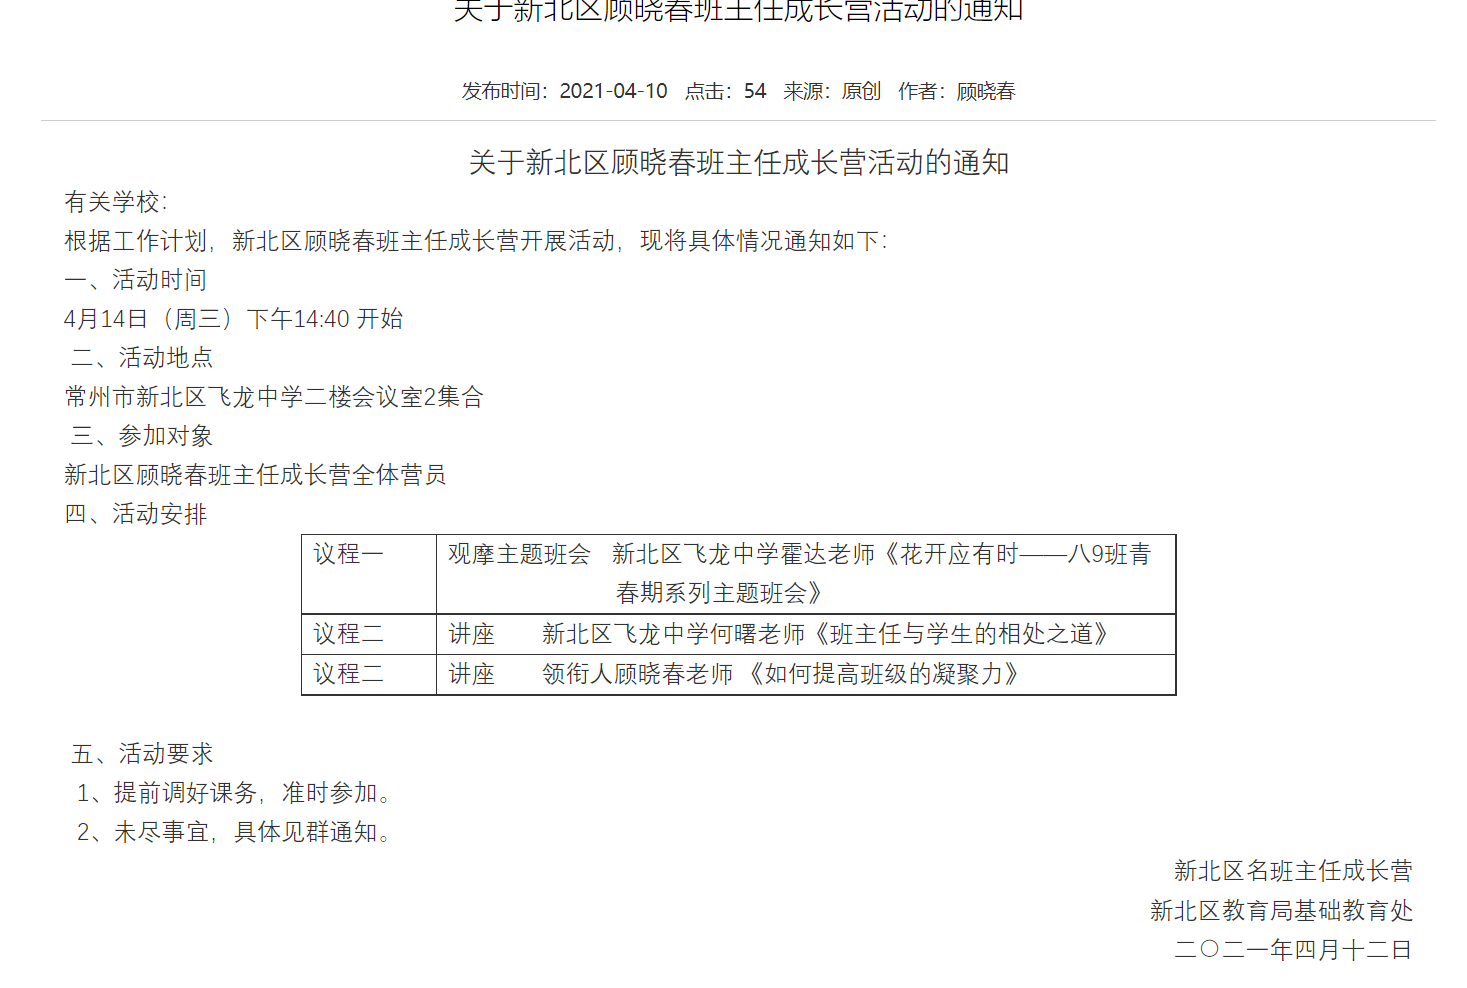 关于新北区顾晓春班主任成长营活动的通知
发布时间：2021-04-10 点击：54 来源：原创 作者：顾晓春
关于新北区顾晓春班主任成长营活动的通知
有关学校：
根据工作计划，新北区顾晓春班主任成长营开展活动，现将具体情况通知如下：
一、活动时间
4月14日（周三）下午14:40 开始
二、活动地点
常州市新北区飞龙中学二楼会议室2集合
三、参加对象
新北区顾晓春班主任成长营全体营员
四、活动安排
议程一 观摩主题班会 新北区飞龙中学霍达老师《花开应有时——八9班青
春期系列主题班会》
议程二 讲座 新北区飞龙中学何曙老师《班主任与学生的相处之道》
议程二 讲座 领衔人顾晓春老师 《如何提高班级的凝聚力》
五、活动要求
1、提前调好课务，准时参加。
2、未尽事宜，具体见群通知。
新北区名班主任成长营
新北区教育局基础教育处
二〇二一年四月十二日